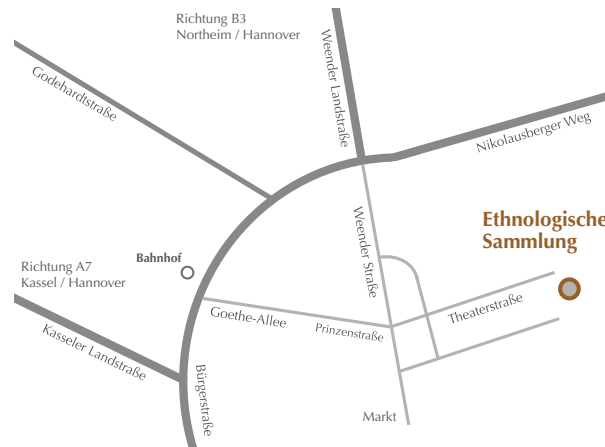 Richtung B3
Northeim / Hannover
Weender Landstraße
Godehardtstraße
Nikolausberger Weg
Weender Straße
Ethnologische
Sammlung
Bahnhof
Richtung A7
Kassel / Hannover
Theaterstraße
Goethe-Allee
Prinzenstraße
Kasseler Landstraße
Bürgerstraße
Markt